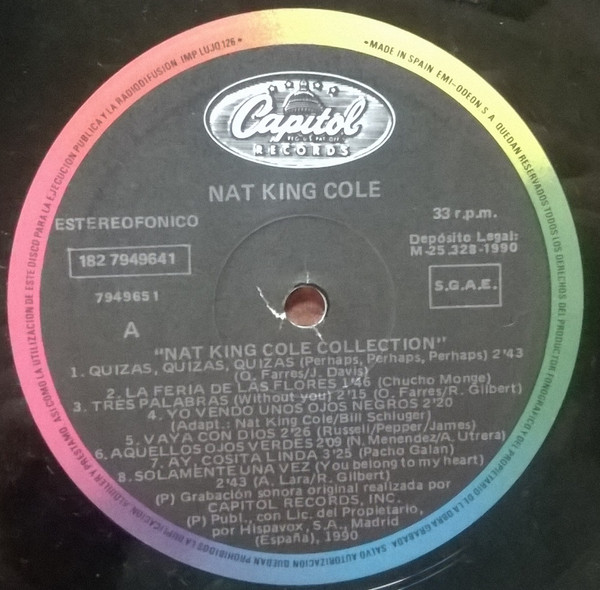 ASI COMO LA UTILIZACION DE ESTE DISCO PARA LA EJECUCION PUBLICA Y LA RADIODIFUSION. IMP LUJO, 126 •
• MADE IN SPAIN. EMI-ODEON S A. QUEDAN RESERVADOS TODOS LOS DERECHOS DEL PRODUCTOR FONOGRAFICO Y DEL PROPIETARIO DE LA OBRA GRABADA. SALVO AUTORIZACION QUEDAN PROHIBIDOS LA DUPLICACION, ALQUILER Y PRESTAMO,
Capitol
RECORDS
NAT KING COLE
ESTEREOFONICO
33 r.p.m.
182 7949641
Depósito Legal:
M-25.328-1990
7949651
S.G.A.E.
A
"NAT KING COLE COLLECTION"
1. QUIZAS, QUIZAS, QUIZAS (Perhaps, Perhaps, Perhaps) 2'43
(O. Farres/J. Davis)
2. LA FERIA DE LAS FLORES 1'46 (Chucho Monge)
3. TRES PALABRAS (Without you) 2'15 (O. Farres/R. Gilbert)
4. YO VENDO UNOS OJOS NEGROS 2'20
(Adapt.: Nat King Cole/Bill Schluger)
5. VAYA CON DIOS 2'26 (Russell/Pepper/James)
6. AQUELLOS OJOS VERDES 2'09 (N. Menendez/A. Utrera)
7. AY, COSITA LINDA 3'25 (Pacho Galan)
8. SOLAMENTE UNA VEZ (You belong to my heart)
2'43 (A. Lara/R. Gilbert)
(P) Grabación sonora original realizada por
CAPITOL RECORDS, INC.
(P) Publ., con Lic. del Propietario,
por Hispavox, S.A., Madrid
(España), 1990